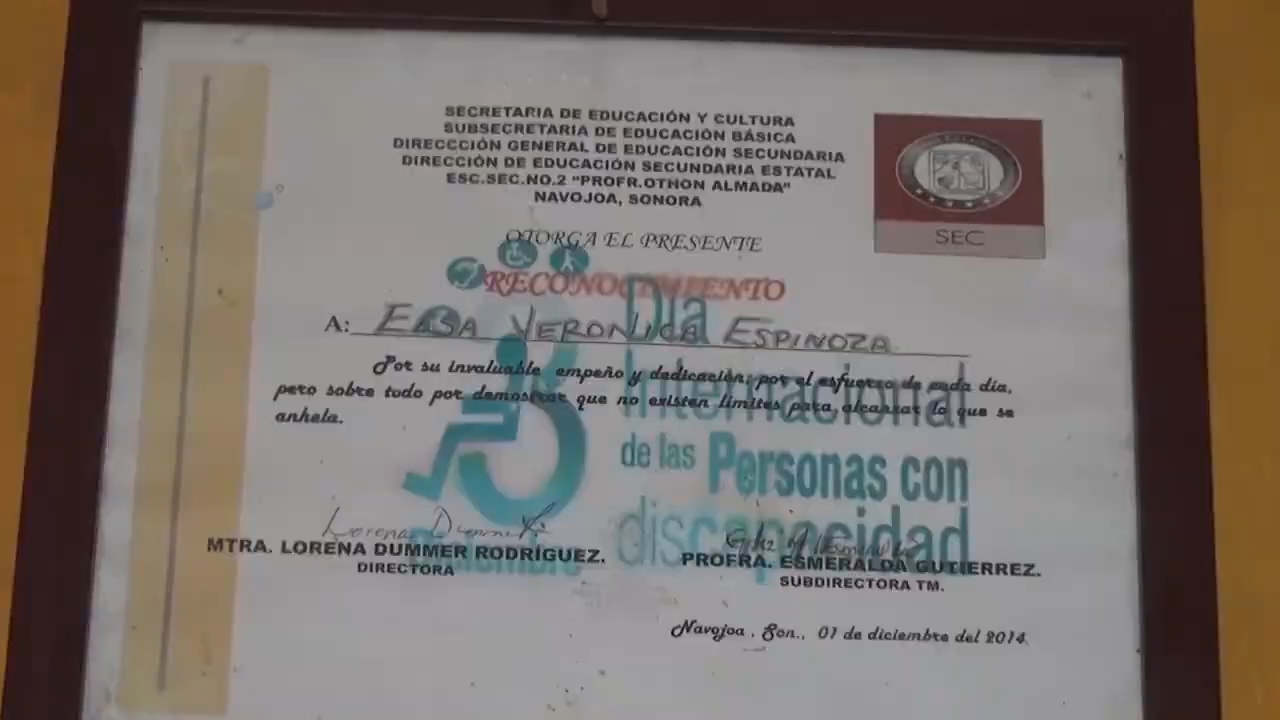 SECRETARIA DE EDUCACIÓN Y CULTURA
SUBSECRETARIA DE EDUCACIÓN BÁSICA
DIRECCCIÓN GENERAL DE EDUCACIÓN SECUNDARIA
DIRECCIÓN DE EDUCACIÓN SECUNDARIA ESTATAL
ESC.SEC.NO.2 "PROFR.OTHON ALMADA"
NAVOJOA, SONORA
SEC
OTORGA EL PRESENTE
RECONOCIMIENTO
A: ELSA VERONICA ESPINOZA
Por su invaluable empeño y dedicación, por el esfuerzo de cada día,
pero sobre todo por demostrar que no existen límites para alcanzar lo que se
anhela.
Día
Internacional
de las Personas con
discapacidad
Lorena Dummer
MTRA. LORENA DUMMER RODRÍGUEZ.
DIRECTORA
PROFRA. ESMERALDA GUTIERREZ.
SUBDIRECTORA TM.
Navojoa , Son., 01 de diciembre del 2014.